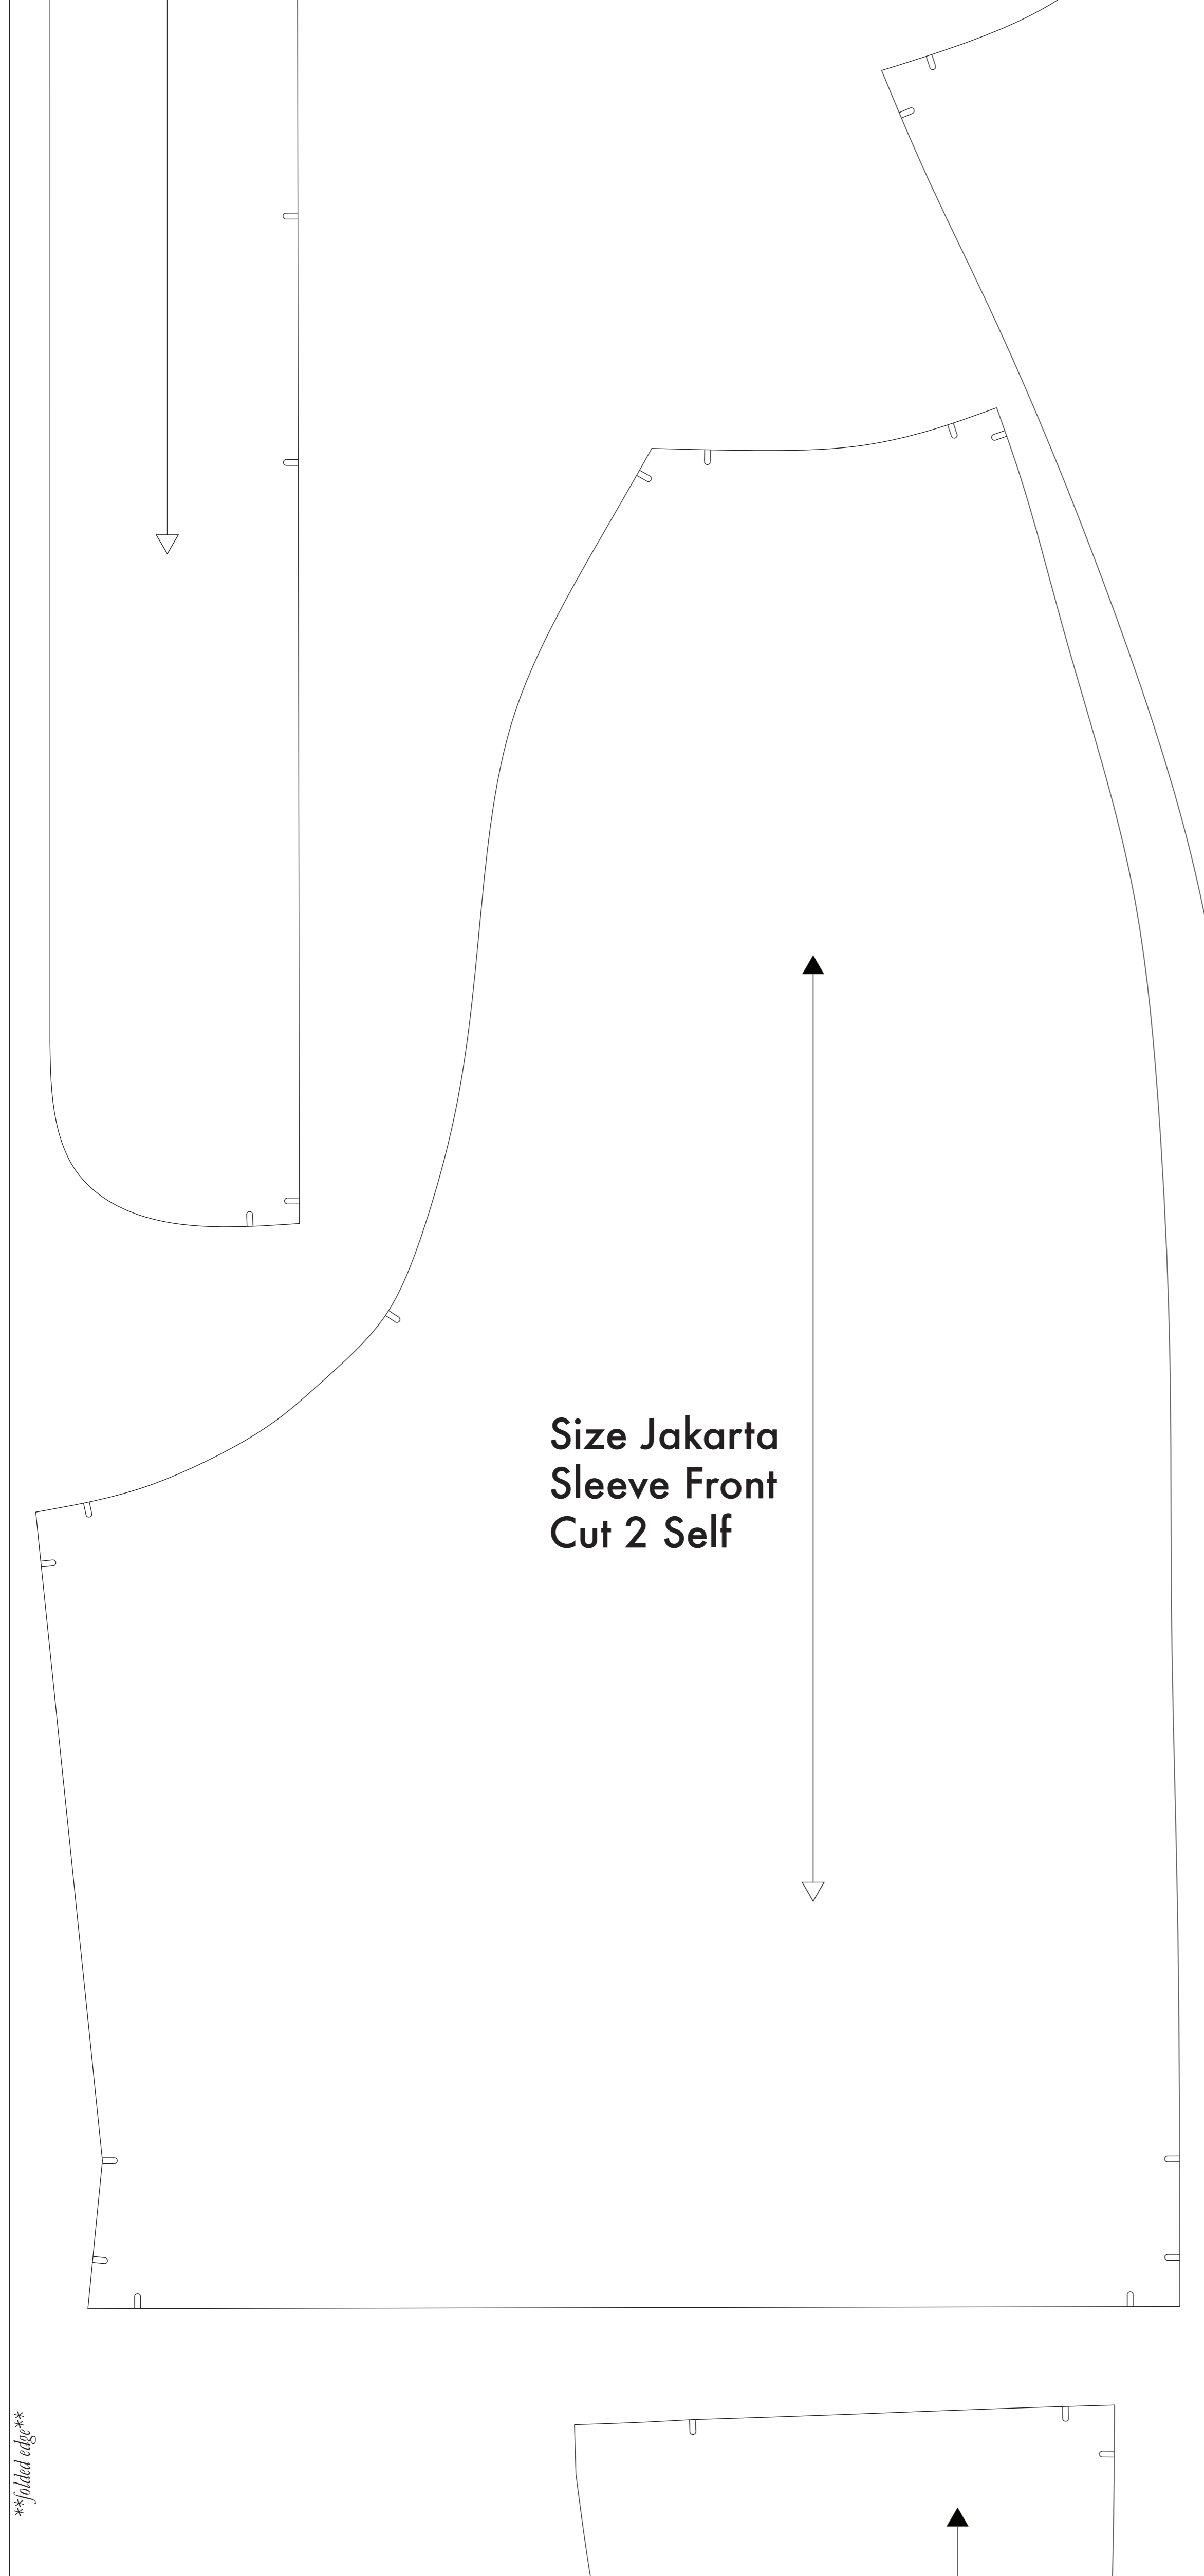 Size Jakarta
Sleeve Front
Cut 2 Self
**folded edge**